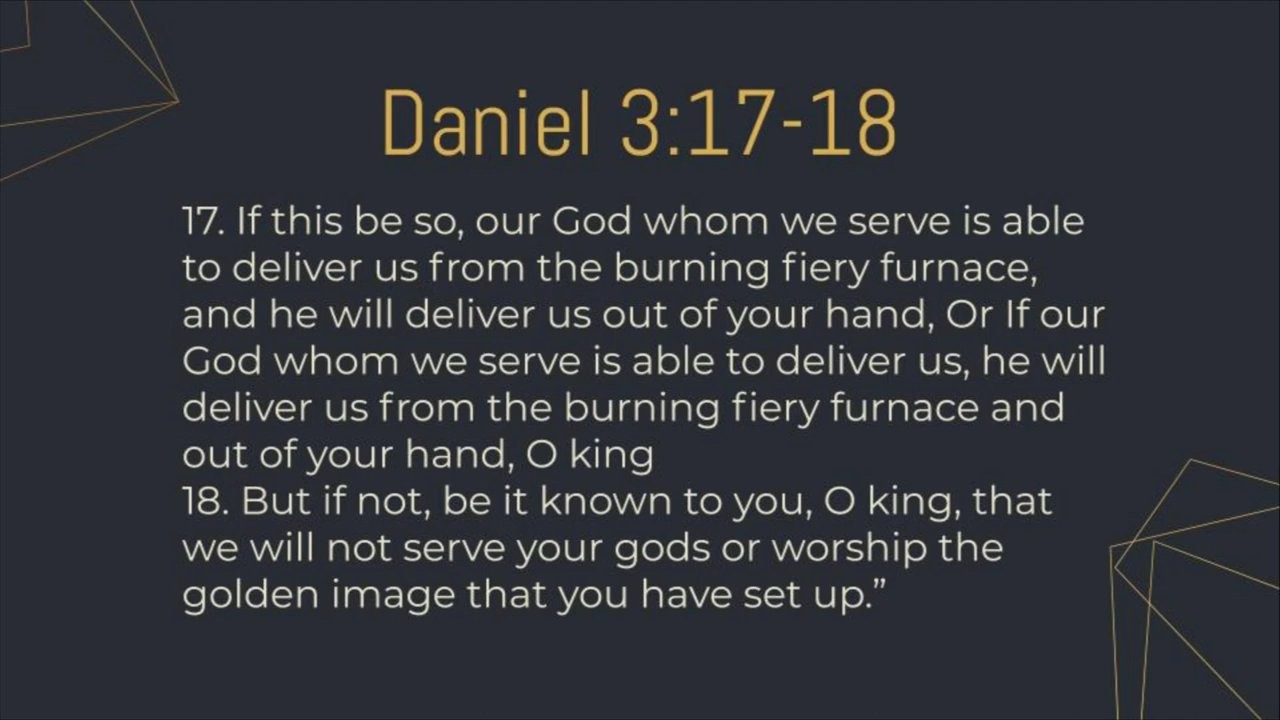 Daniel 3:17-18
17. If this be so, our God whom we serve is able
to deliver us from the burning fiery furnace,
and he will deliver us out of your hand, Or If our
God whom we serve is able to deliver us, he will
deliver us from the burning fiery furnace and
out of your hand, O king
18. But if not, be it known to you, O king, that
we will not serve your gods or worship the
golden image that you have set up.”